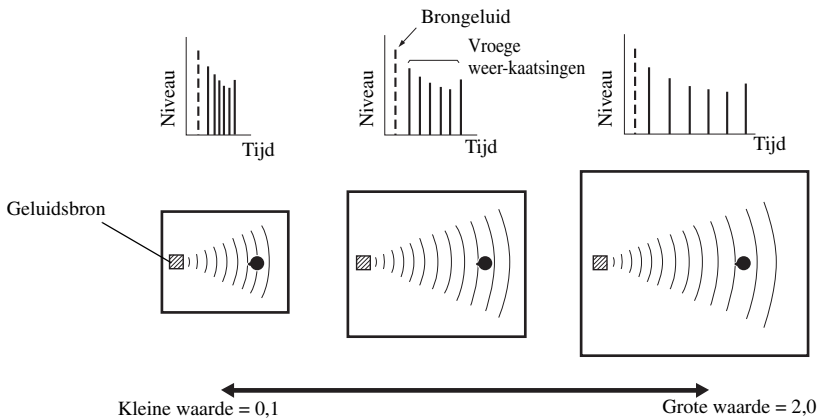 Brongeluid
Vroege
weer-kaatsingen
Niveau
Tijd
Niveau
Tijd
Niveau
Tijd
Geluidsbron
Kleine waarde = 0,1
Grote waarde = 2,0